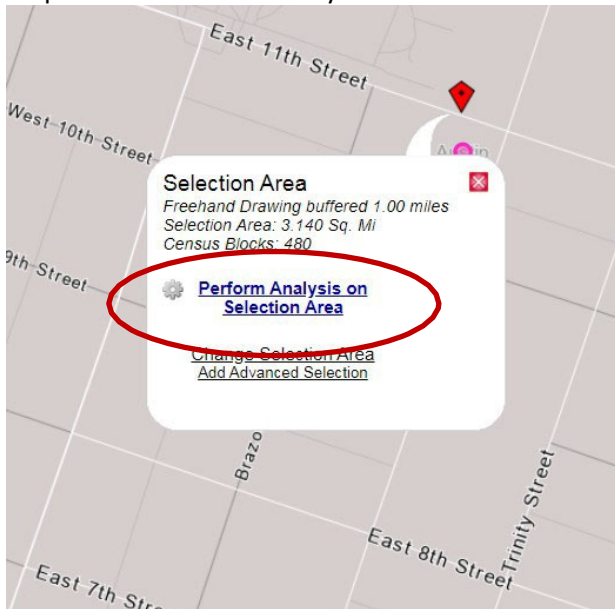 East 11th Street
West 10th Street
Selection Area
Freehand Drawing buffered 1.00 miles
Selection Area: 3.140 Sq. Mi
Census Blocks: 480
9th Street
Perform Analysis on
Selection Area
Change Selection Area
Add Advanced Selection
Brazo
Trinity Street
East 8th Street
East 7th Stre